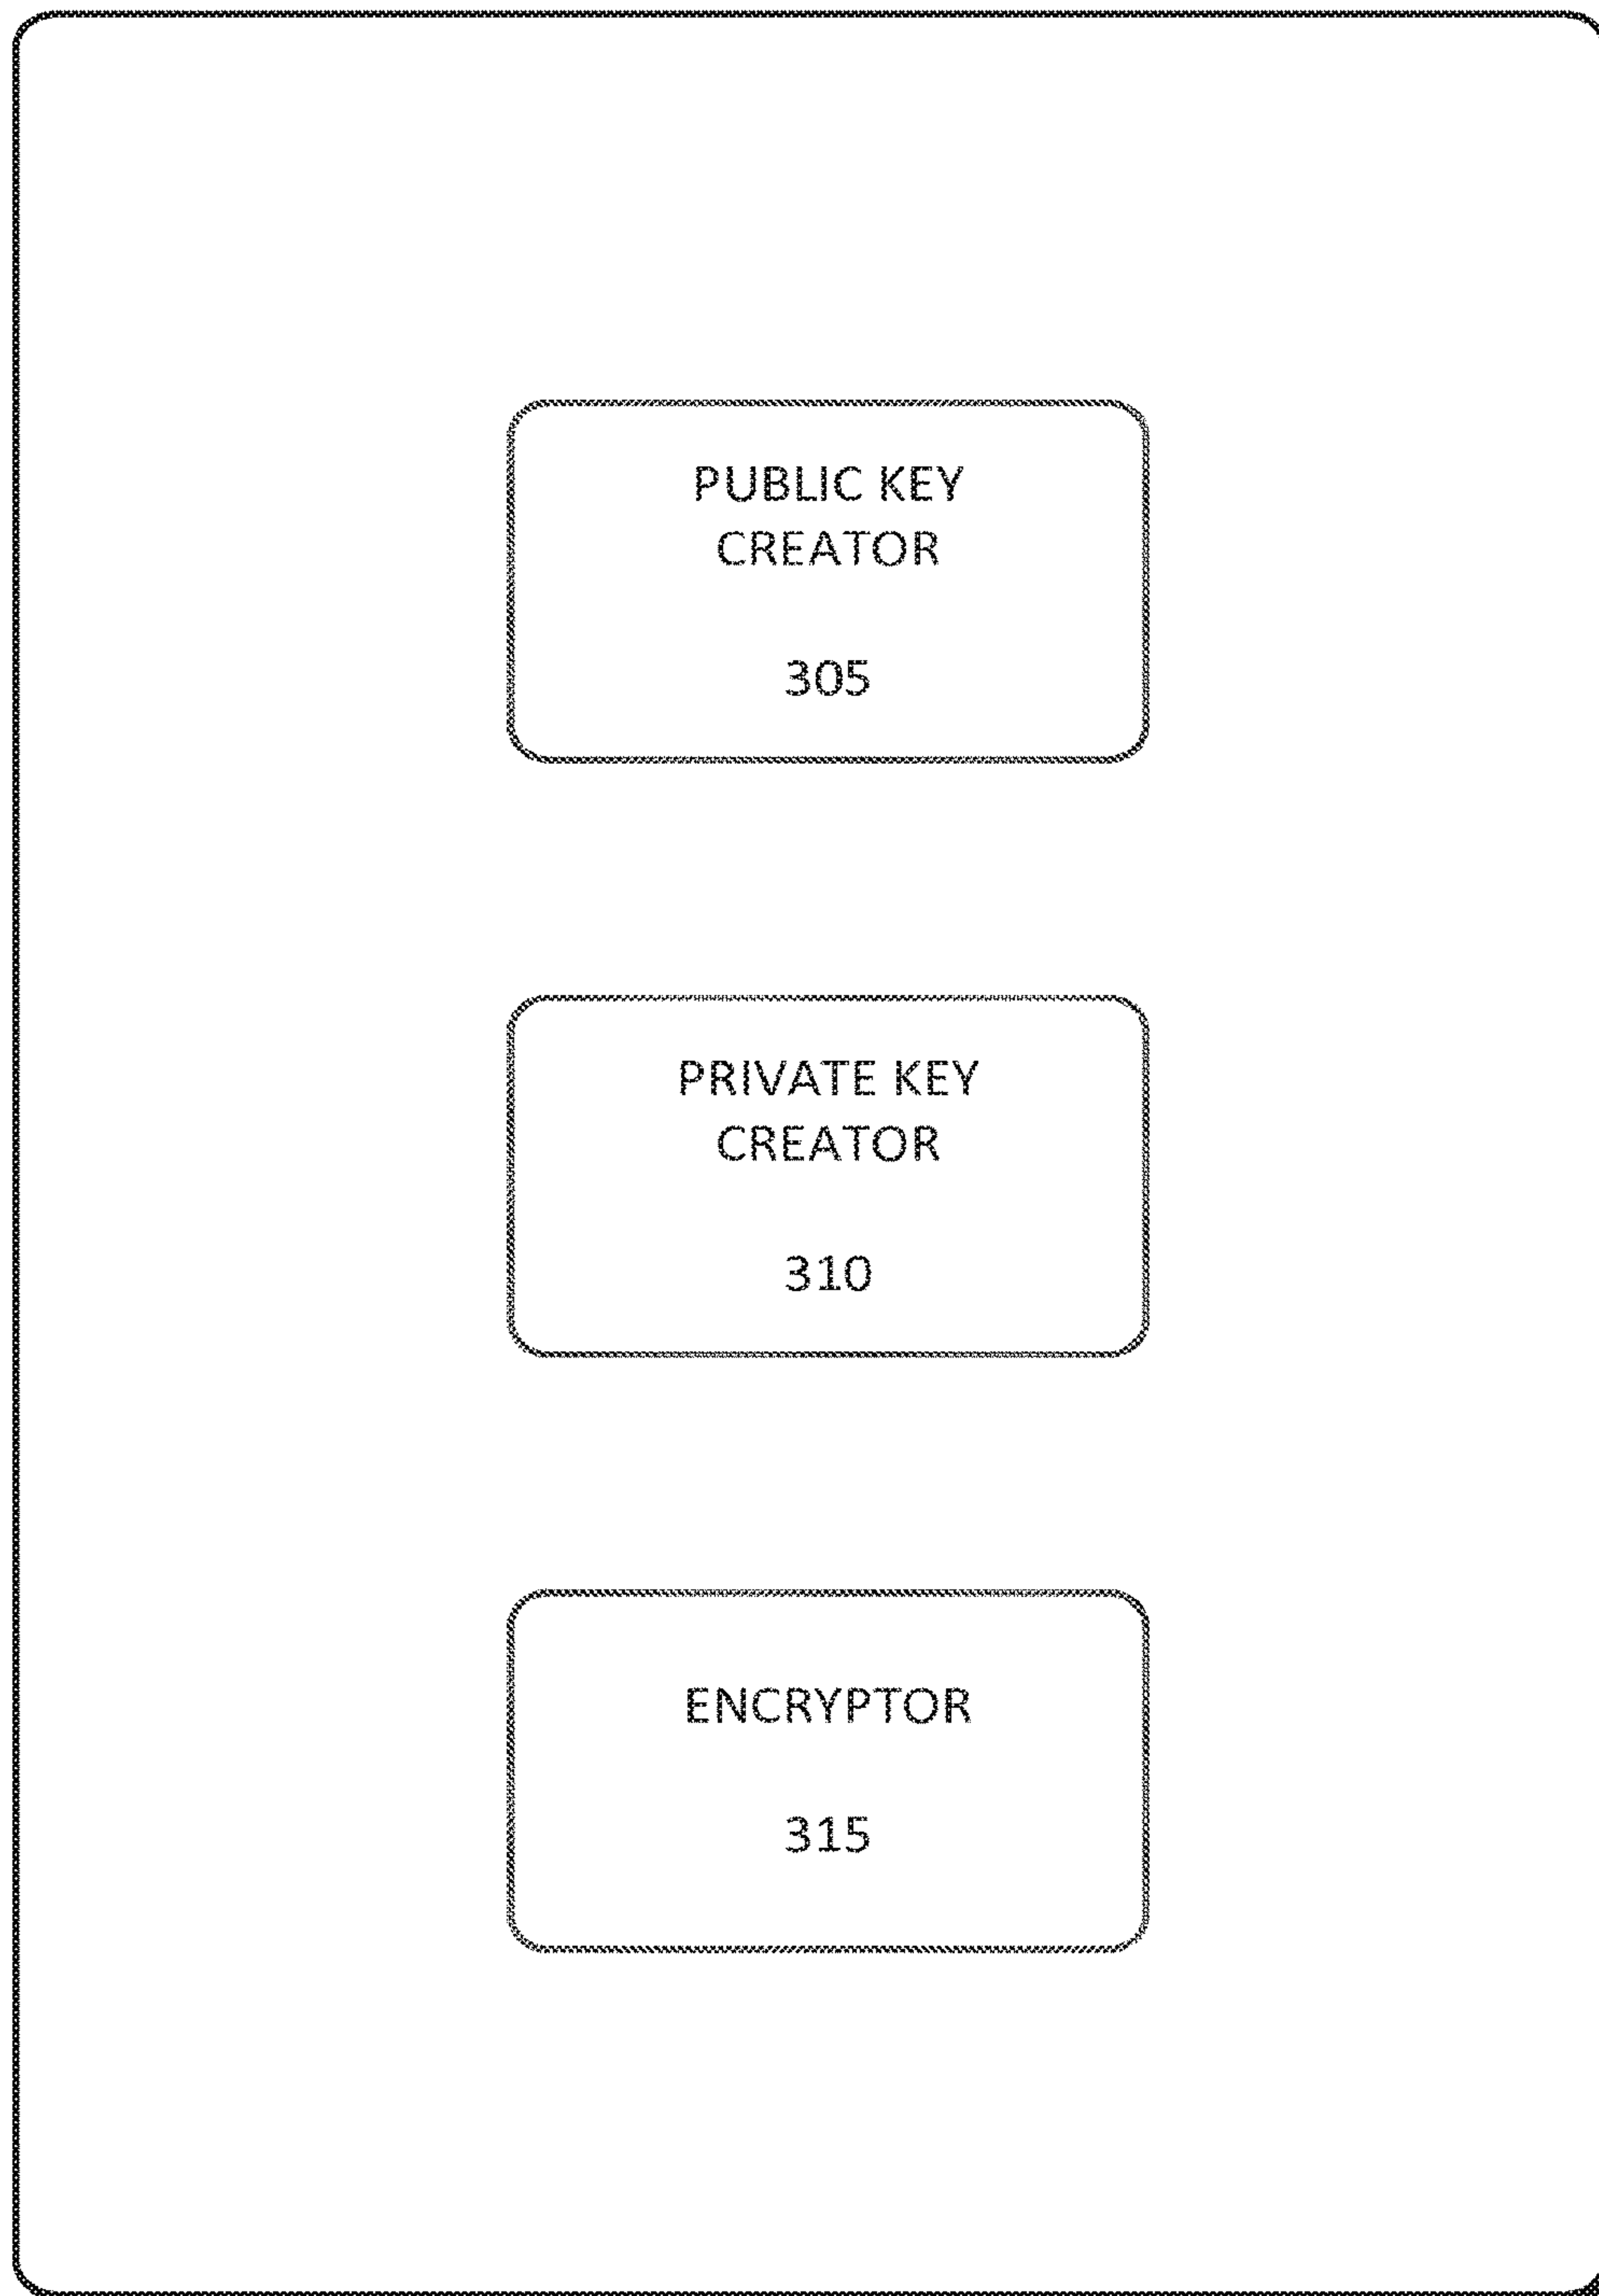 PUBLIC KEY
CREATOR
305
PRIVATE KEY
CREATOR
310
ENCRYPTOR
315